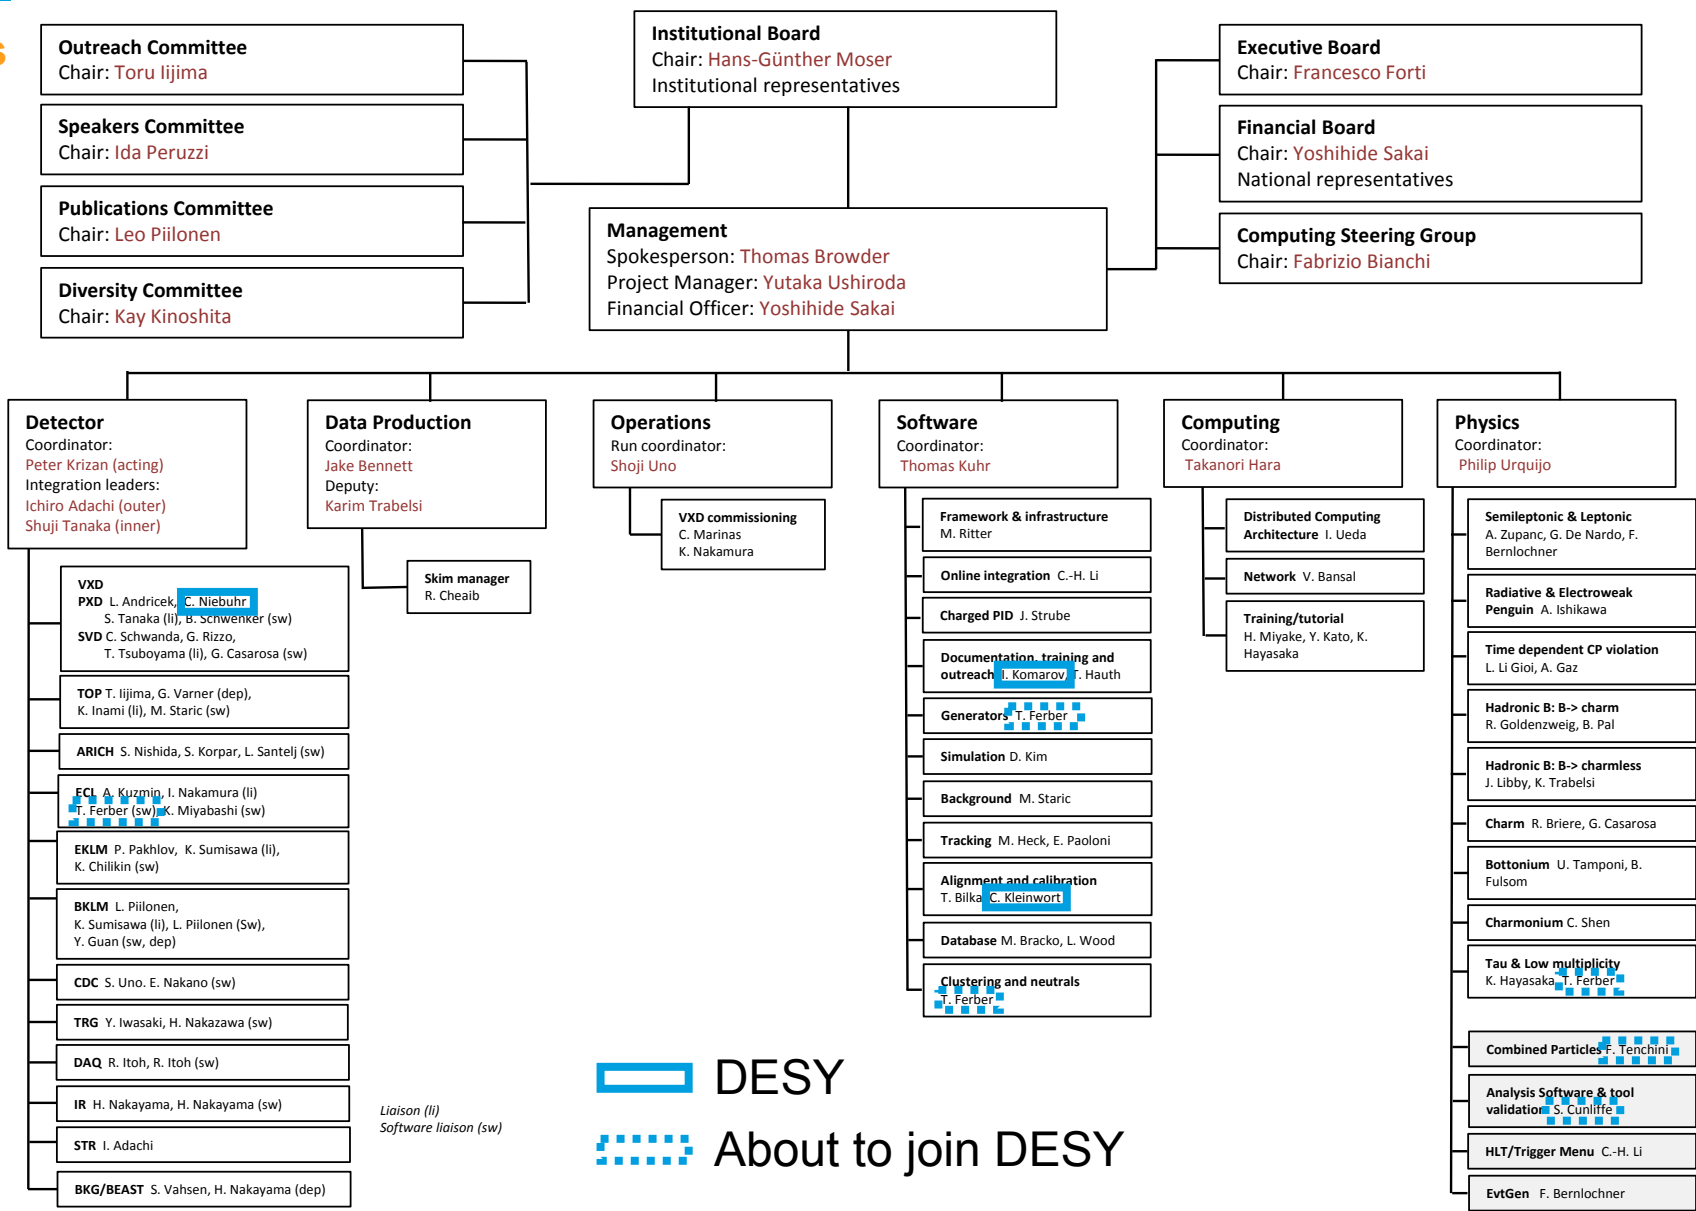 s
Outreach Committee
Chair: Toru Iijima
Speakers Committee
Chair: Ida Peruzzi
Publications Committee
Chair: Leo Piilonen
Diversity Committee
Chair: Kay Kinoshita
Institutional Board
Chair: Hans-Günther Moser
Institutional representatives
Management
Spokesperson: Thomas Browder
Project Manager: Yutaka Ushiroda
Financial Officer: Yoshihide Sakai
Executive Board
Chair: Francesco Forti
Financial Board
Chair: Yoshihide Sakai
National representatives
Computing Steering Group
Chair: Fabrizio Bianchi
Detector
Coordinator:
Peter Krizan (acting)
Integration leaders:
Ichiro Adachi (outer)
Shuji Tanaka (inner)
VXD
PXD L. Andricek, C. Niebuhr
S. Tanaka (li), B. Schwenker (sw)
SVD C. Schwanda, G. Rizzo,
T. Tsuboyama (li), G. Casarosa (sw)
TOP T. Iijima, G. Varner (dep),
K. Inami (li), M. Staric (sw)
ARICH S. Nishida, S. Korpar, L. Santelj (sw)
ECL A. Kuzmin, I. Nakamura (li)
T. Ferber (sw), K. Miyabashi (sw)
EKLM P. Pakhlov, K. Sumisawa (li),
K. Chilikin (sw)
BKLM L. Piilonen,
K. Sumisawa (li), L. Piilonen (Sw),
Y. Guan (sw, dep)
CDC S. Uno. E. Nakano (sw)
TRG Y. Iwasaki, H. Nakazawa (sw)
DAQ R. Itoh, R. Itoh (sw)
IR H. Nakayama, H. Nakayama (sw)
STR I. Adachi
BKG/BEAST S. Vahsen, H. Nakayama (dep)
Data Production
Coordinator:
Jake Bennett
Deputy:
Karim Trabelsi
Skim manager
R. Cheaib
Operations
Run coordinator:
Shoji Uno
VXD commissioning
C. Marinas
K. Nakamura
Software
Coordinator:
Thomas Kuhr
Framework & infrastructure
M. Ritter
Online integration C.-H. Li
Charged PID J. Strube
Documentation, training and
outreach I. Komarov, T. Hauth
Generators T. Ferber
Simulation D. Kim
Background M. Staric
Tracking M. Heck, E. Paoloni
Alignment and calibration
T. Bilka, C. Kleinwort
Database M. Bracko, L. Wood
Clustering and neutrals
T. Ferber
Computing
Coordinator:
Takanori Hara
Distributed Computing
Architecture I. Ueda
Network V. Bansal
Training/tutorial
H. Miyake, Y. Kato, K.
Hayasaka
Physics
Coordinator:
Philip Urquijo
Semileptonic & Leptonic
A. Zupanc, G. De Nardo, F.
Bernlochner
Radiative & Electroweak
Penguin A. Ishikawa
Time dependent CP violation
L. Li Gioi, A. Gaz
Hadronic B: B-> charm
R. Goldenzweig, B. Pal
Hadronic B: B-> charmless
J. Libby, K. Trabelsi
Charm R. Briere, G. Casarosa
Bottonium U. Tamponi, B.
Fulsom
Charmonium C. Shen
Tau & Low multiplicity
K. Hayasaka, T. Ferber
Combined Particles F. Tenchini
Analysis Software & tool
validation S. Cunliffe
HLT/Trigger Menu C.-H. Li
EvtGen F. Bernlochner
Liaison (li)
Software liaison (sw)
DESY
About to join DESY